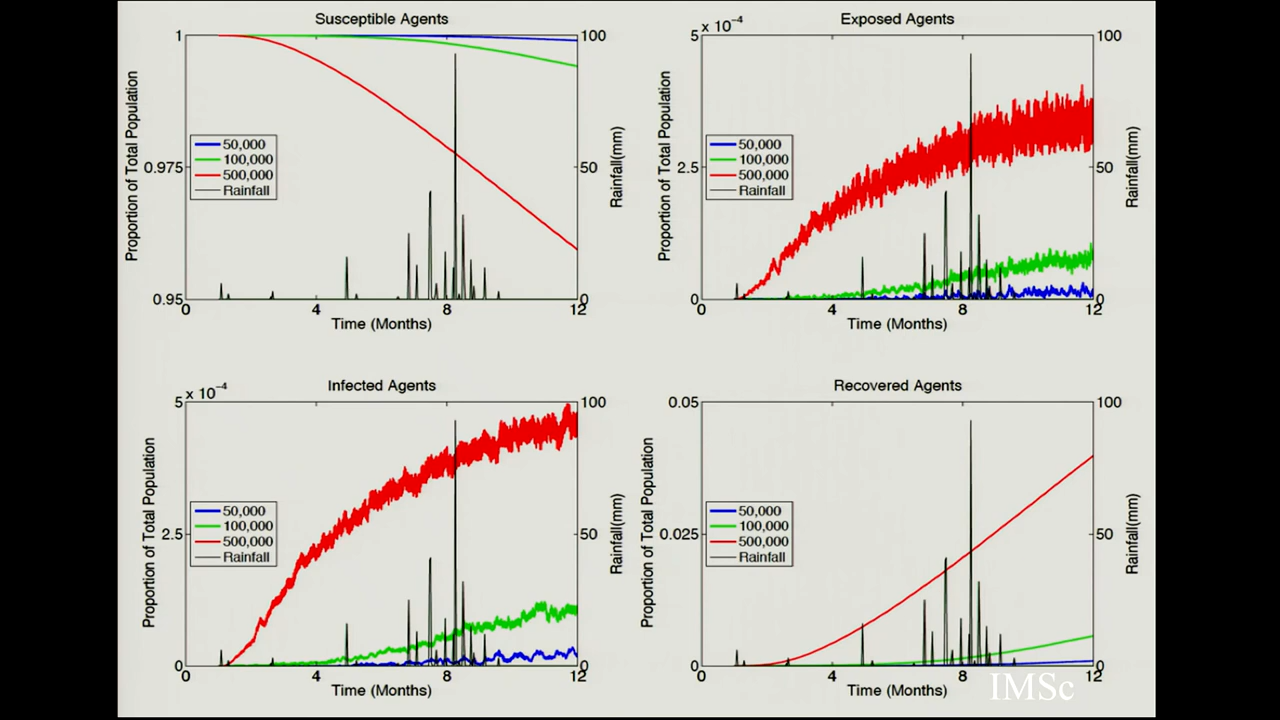 Susceptible Agents
1
0.975
0.95
100
50
0
0
4
8
12
Proportion of Total Population
Rainfall(mm)
Time (Months)
50,000
100,000
500,000
Rainfall
Exposed Agents
5 x 10⁻⁴
2.5
0
100
50
0
0
4
8
12
Proportion of Total Population
Rainfall(mm)
Time (Months)
50,000
100,000
500,000
Rainfall
Infected Agents
5 x 10⁻⁴
2.5
0
100
50
0
0
4
8
12
Proportion of Total Population
Rainfall(mm)
Time (Months)
50,000
100,000
500,000
Rainfall
Recovered Agents
0.05
0.025
0
100
50
0
0
4
8
12
Proportion of Total Population
Rainfall(mm)
Time (Months)
50,000
100,000
500,000
Rainfall
IMSc